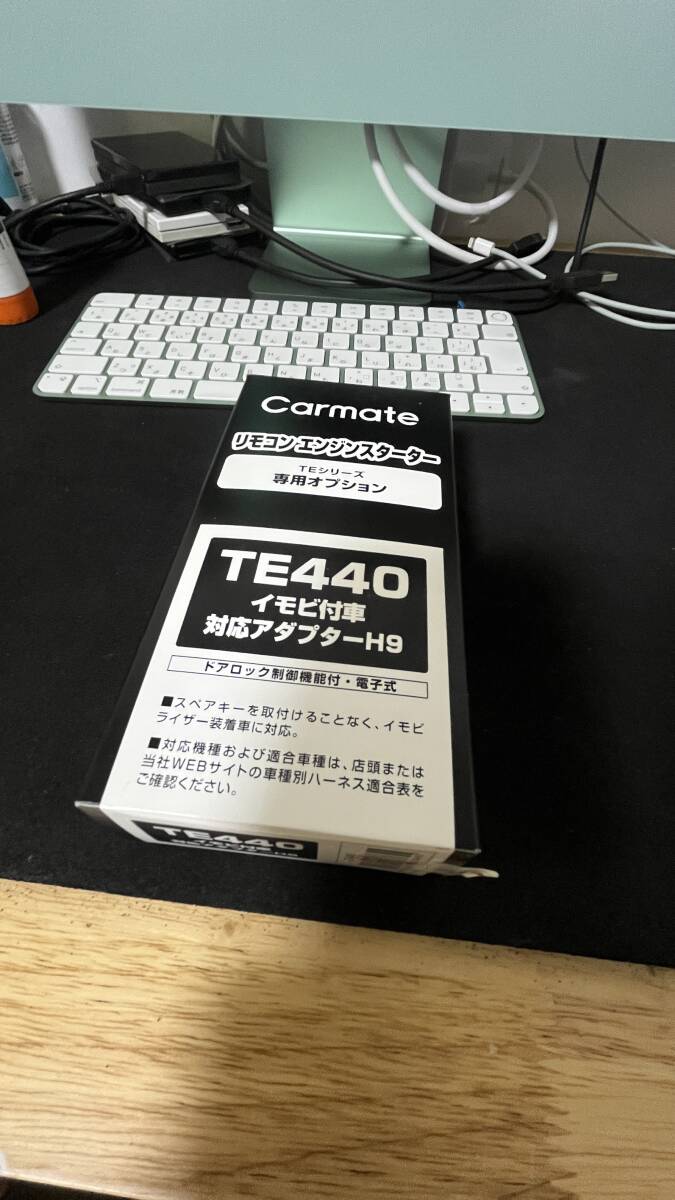 Carmate
リモコンエンジンスターター
TEシリーズ
専用オプション
TE440
イモビ付車
対応アダプターH9
ドアロック制御機能付・電子式
■スペアキーを取付けることなく、イモビ
ライザー装着車に対応。
■対応機種および適合車種は、店頭または
当社WEBサイトの車種別ハーネス適合表を
ご確認ください。
TE440